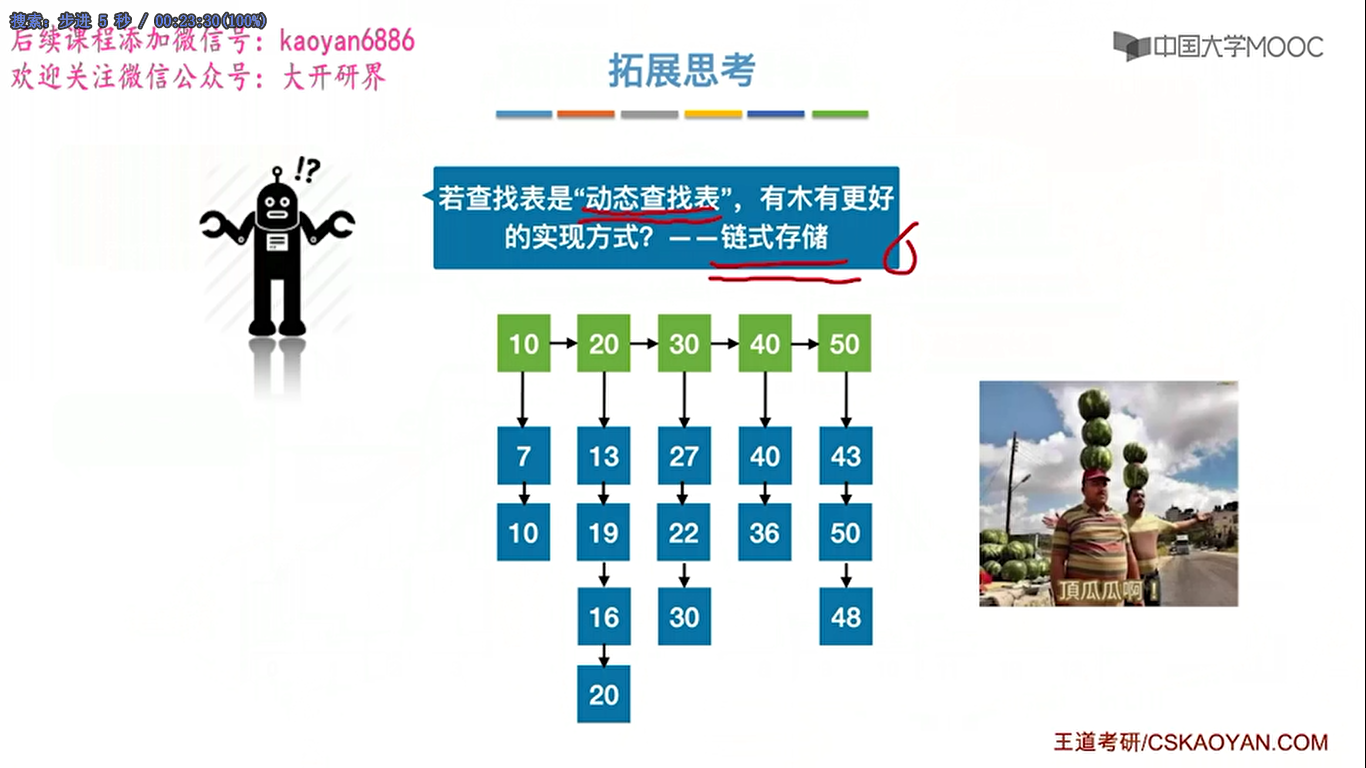 搜索: 步进 5 秒 / 00:23:30(100%)
后续课程添加微信号：kaoyan6886
欢迎关注微信公众号：大开研界
中国大学MOOC
拓展思考
!?
若查找表是“动态查找表”，有木有更好
的实现方式？——链式存储
10 20 30 40 50
7 13 27 40 43
10 19 22 36 50
16 30 48
20
頂瓜瓜啊！
王道考研/CSKAOYAN.COM